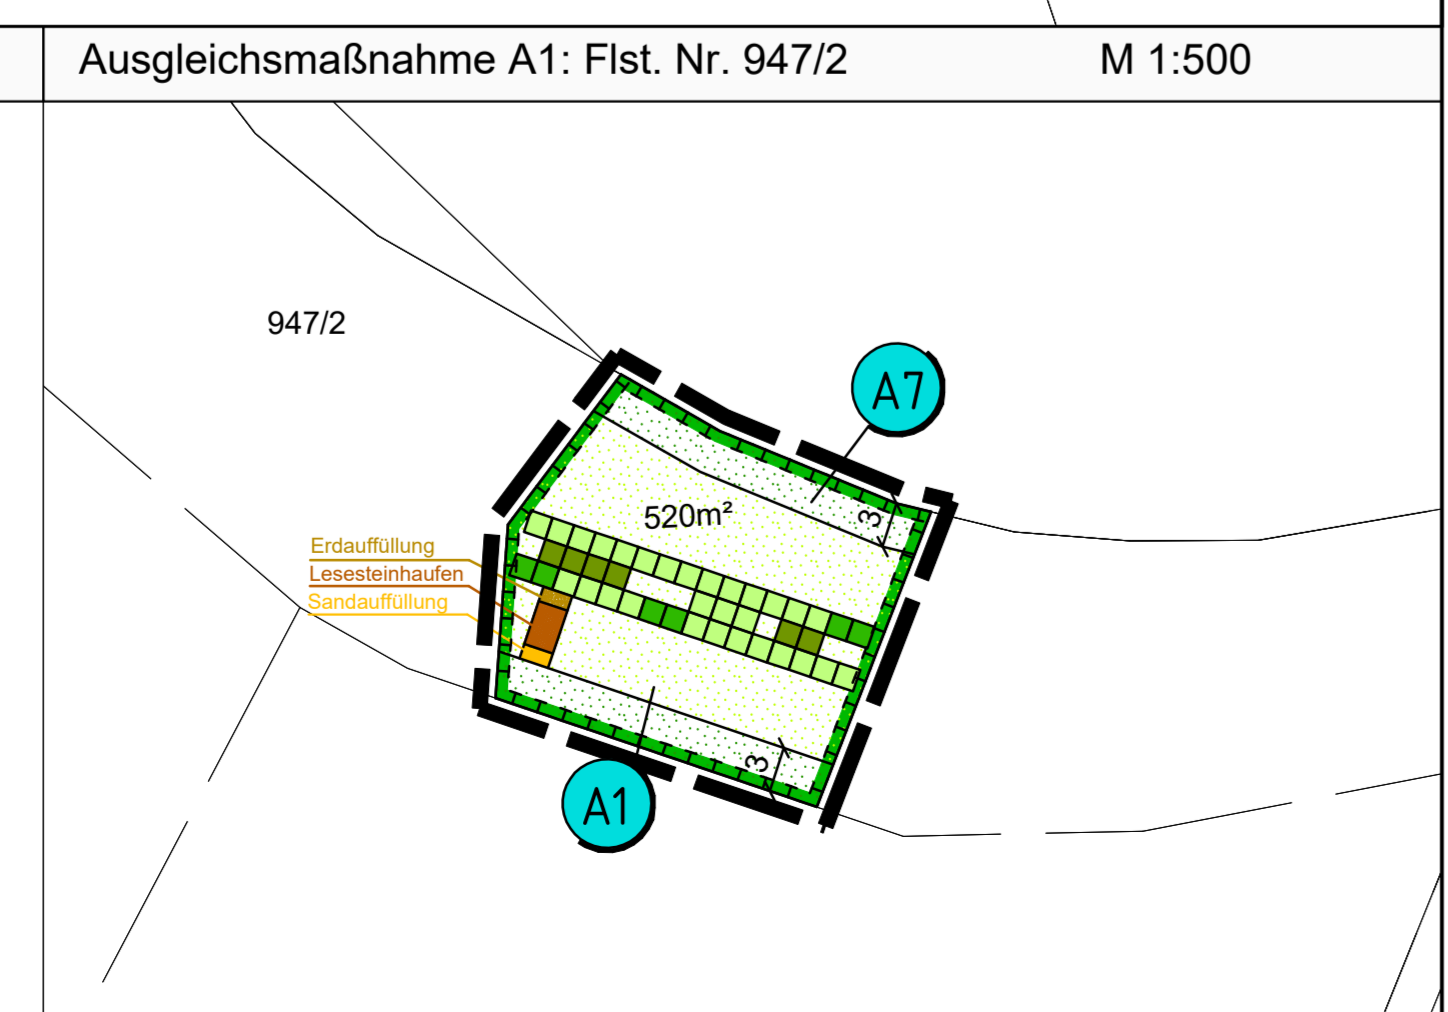 Ausgleichsmaßnahme A1: Flst. Nr. 947/2 M 1:500
947/2
A7
520m²
3
Erdauffüllung
Lesesteinhaufen
Sandauffüllung
3
A1